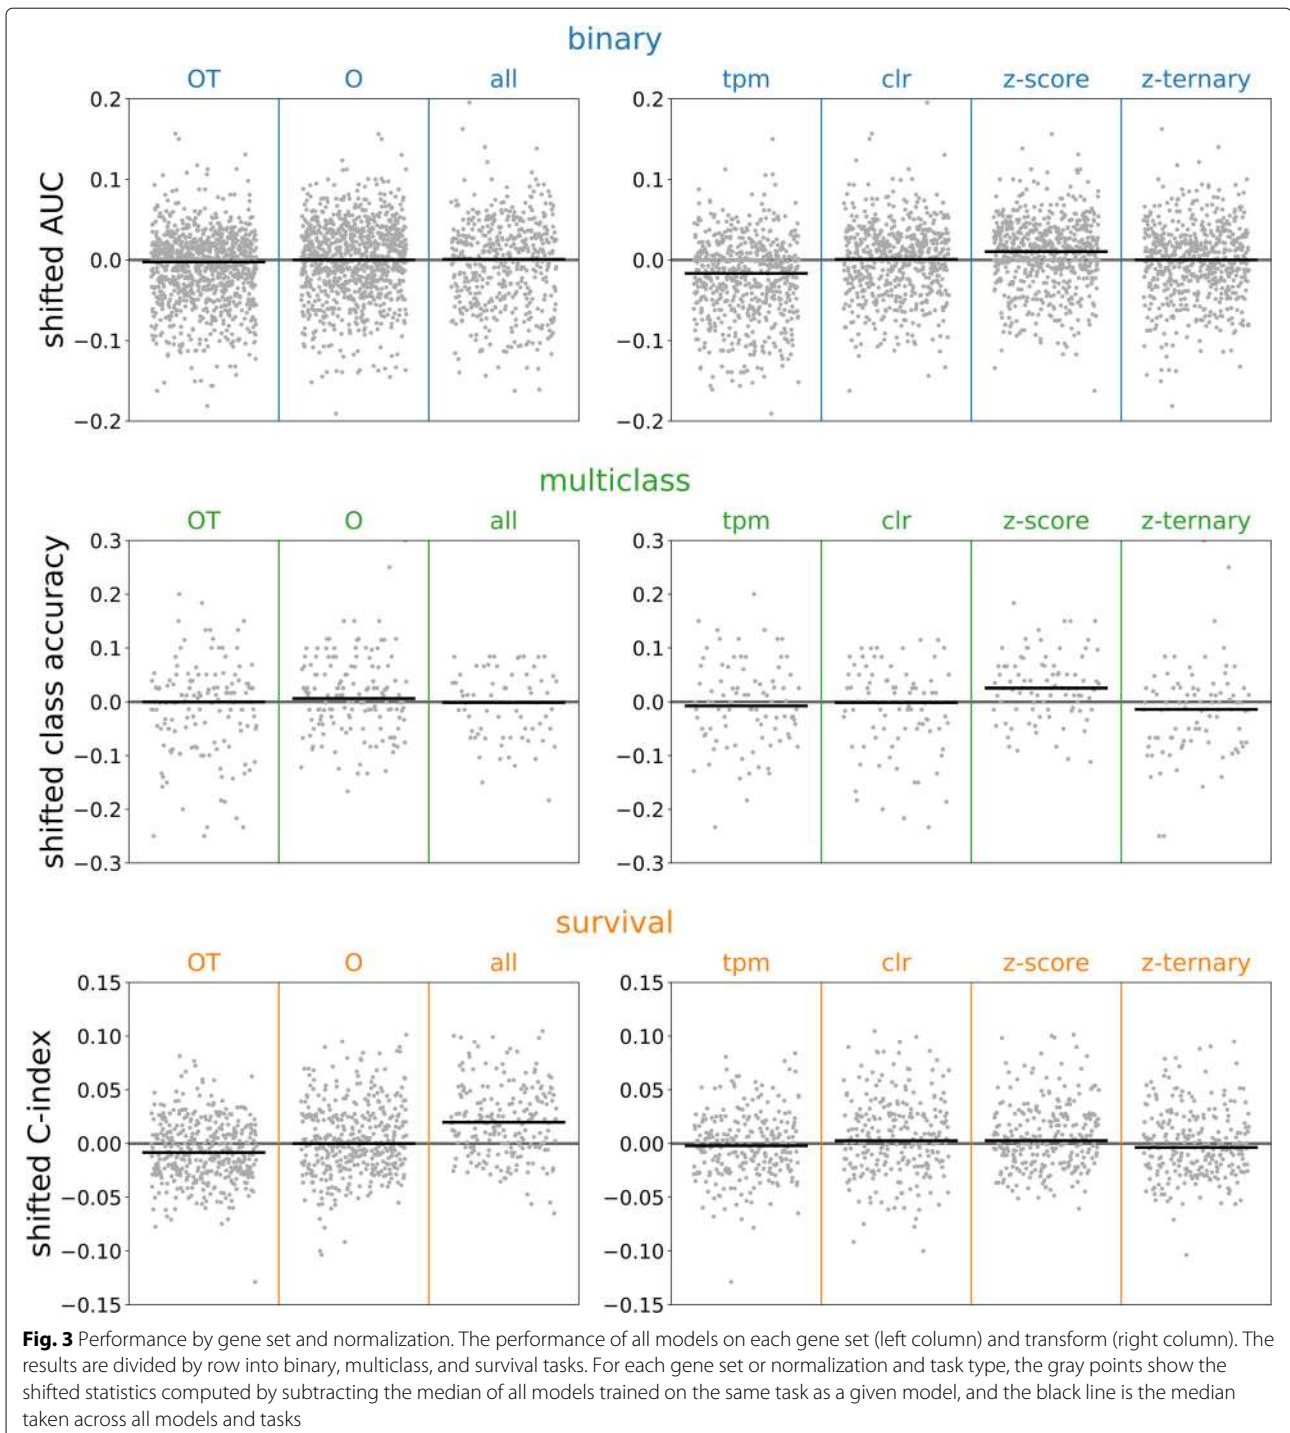 binary
OT O all tpm clr z-score z-ternary
shifted AUC
0.2
0.1
0.0
−0.1
−0.2
0.2
0.1
0.0
−0.1
−0.2
multiclass
OT O all tpm clr z-score z-ternary
shifted class accuracy
0.3
0.2
0.1
0.0
−0.1
−0.2
−0.3
0.3
0.2
0.1
0.0
−0.1
−0.2
−0.3
survival
OT O all tpm clr z-score z-ternary
shifted C-index
0.15
0.10
0.05
0.00
−0.05
−0.10
−0.15
0.15
0.10
0.05
0.00
−0.05
−0.10
−0.15
Fig. 3 Performance by gene set and normalization. The performance of all models on each gene set (left column) and transform (right column). The
results are divided by row into binary, multiclass, and survival tasks. For each gene set or normalization and task type, the gray points show the
shifted statistics computed by subtracting the median of all models trained on the same task as a given model, and the black line is the median
taken across all models and tasks